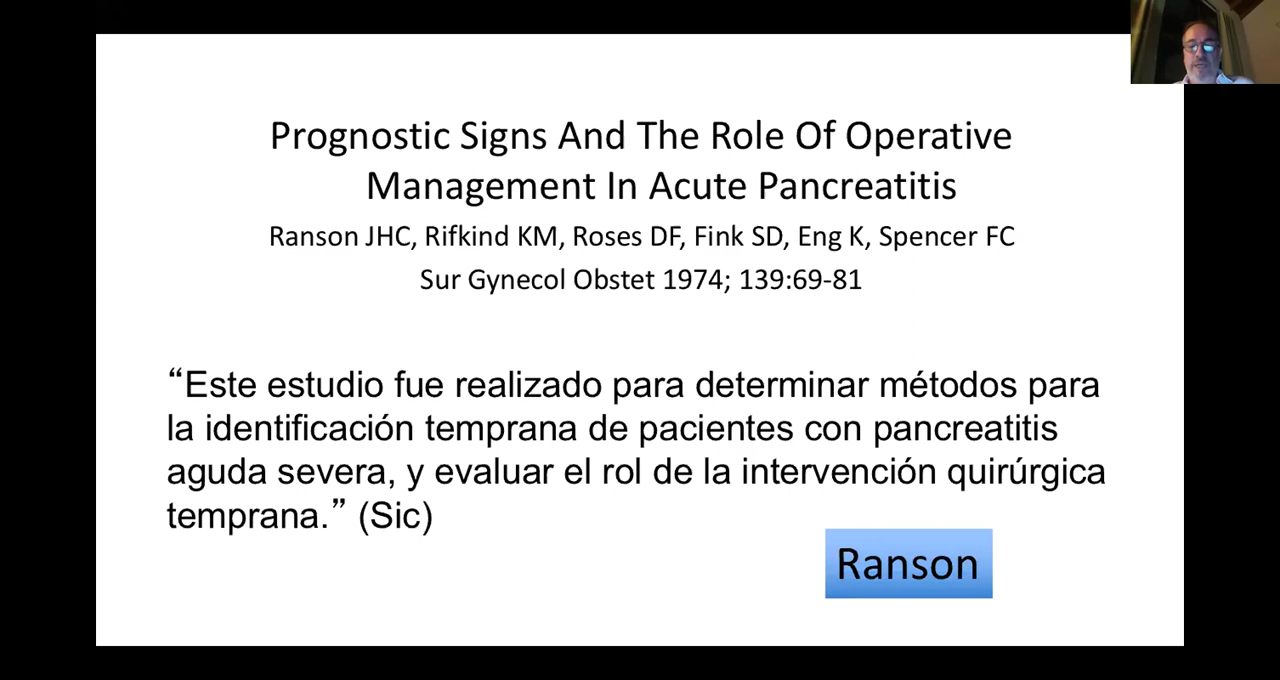 Prognostic Signs And The Role Of Operative
Management In Acute Pancreatitis
Ranson JHC, Rifkind KM, Roses DF, Fink SD, Eng K, Spencer FC
Sur Gynecol Obstet 1974; 139:69-81
“Este estudio fue realizado para determinar métodos para
la identificación temprana de pacientes con pancreatitis
aguda severa, y evaluar el rol de la intervención quirúrgica
temprana.” (Sic)
Ranson